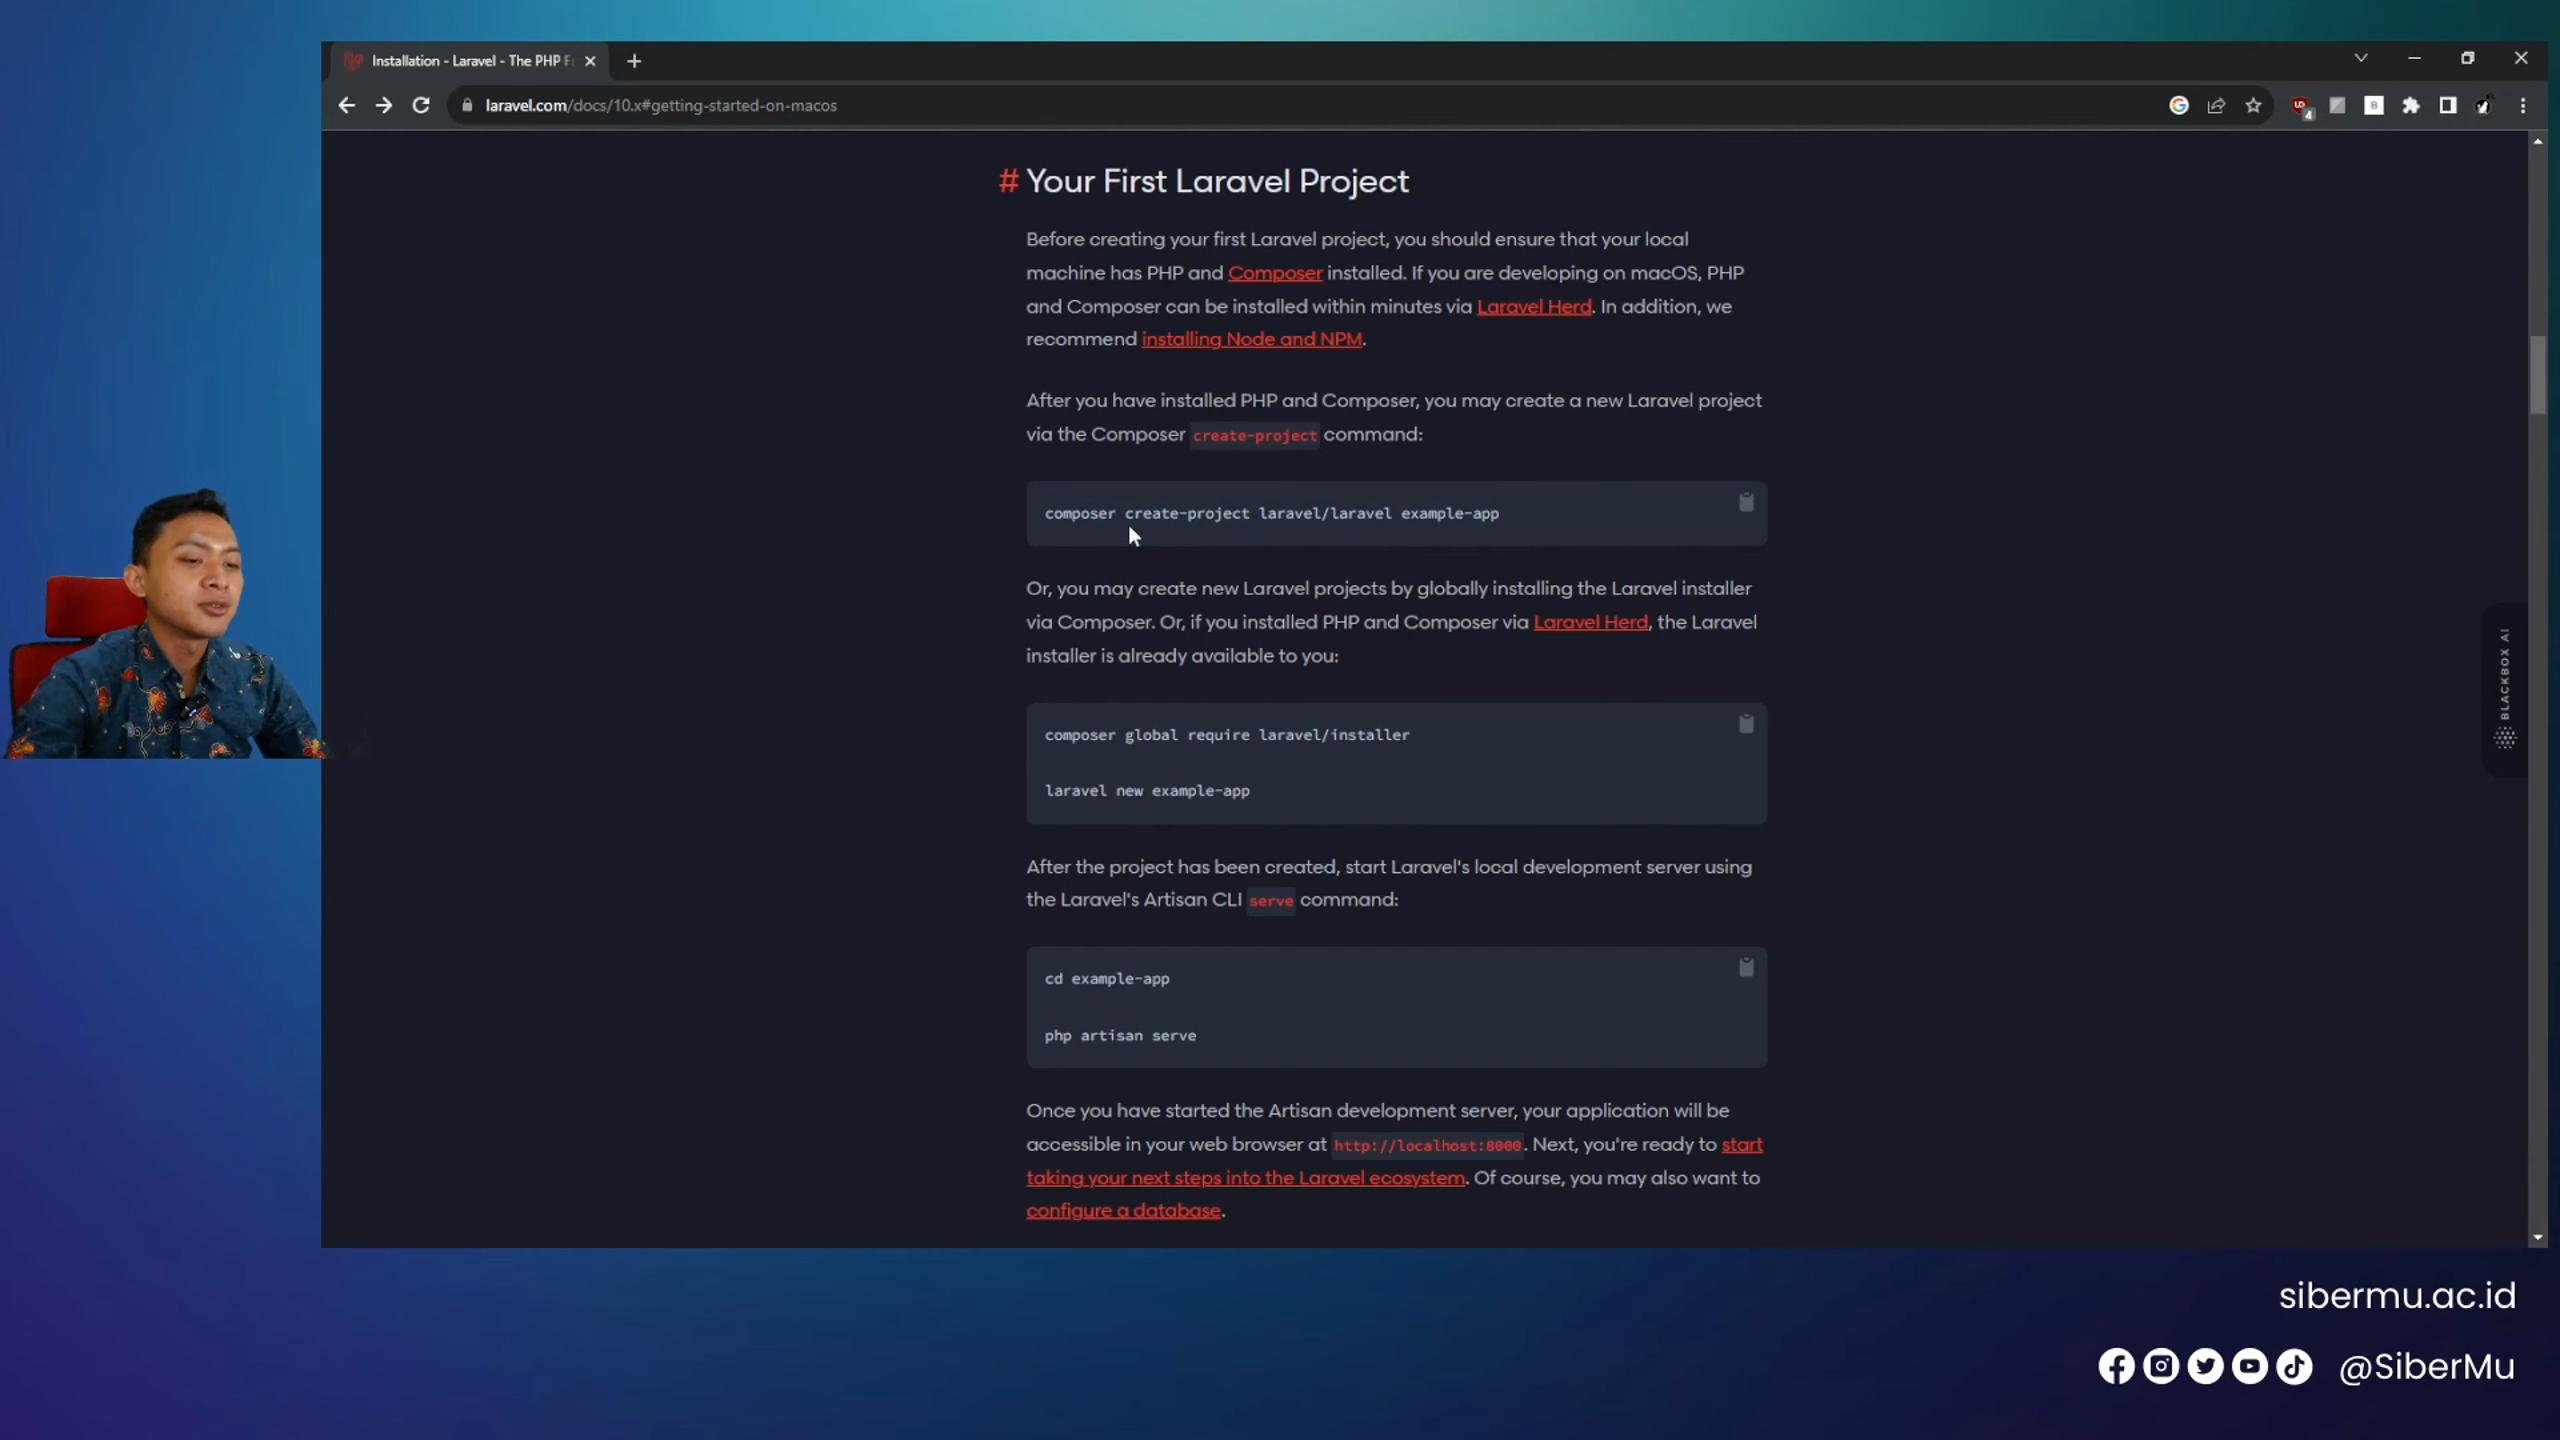 Installation - Laravel - The PHP F
laravel.com/docs/10.x#getting-started-on-macos
# Your First Laravel Project
Before creating your first Laravel project, you should ensure that your local
machine has PHP and Composer installed. If you are developing on macOS, PHP
and Composer can be installed within minutes via Laravel Herd. In addition, we
recommend installing Node and NPM.
After you have installed PHP and Composer, you may create a new Laravel project
via the Composer create-project command:
composer create-project laravel/laravel example-app
Or, you may create new Laravel projects by globally installing the Laravel installer
via Composer. Or, if you installed PHP and Composer via Laravel Herd, the Laravel
installer is already available to you:
composer global require laravel/installer
laravel new example-app
After the project has been created, start Laravel's local development server using
the Laravel's Artisan CLI serve command:
cd example-app
php artisan serve
Once you have started the Artisan development server, your application will be
accessible in your web browser at http://localhost:8000. Next, you're ready to start
taking your next steps into the Laravel ecosystem. Of course, you may also want to
configure a database.
BLACKBOX AI
sibermu.ac.id
@SiberMu